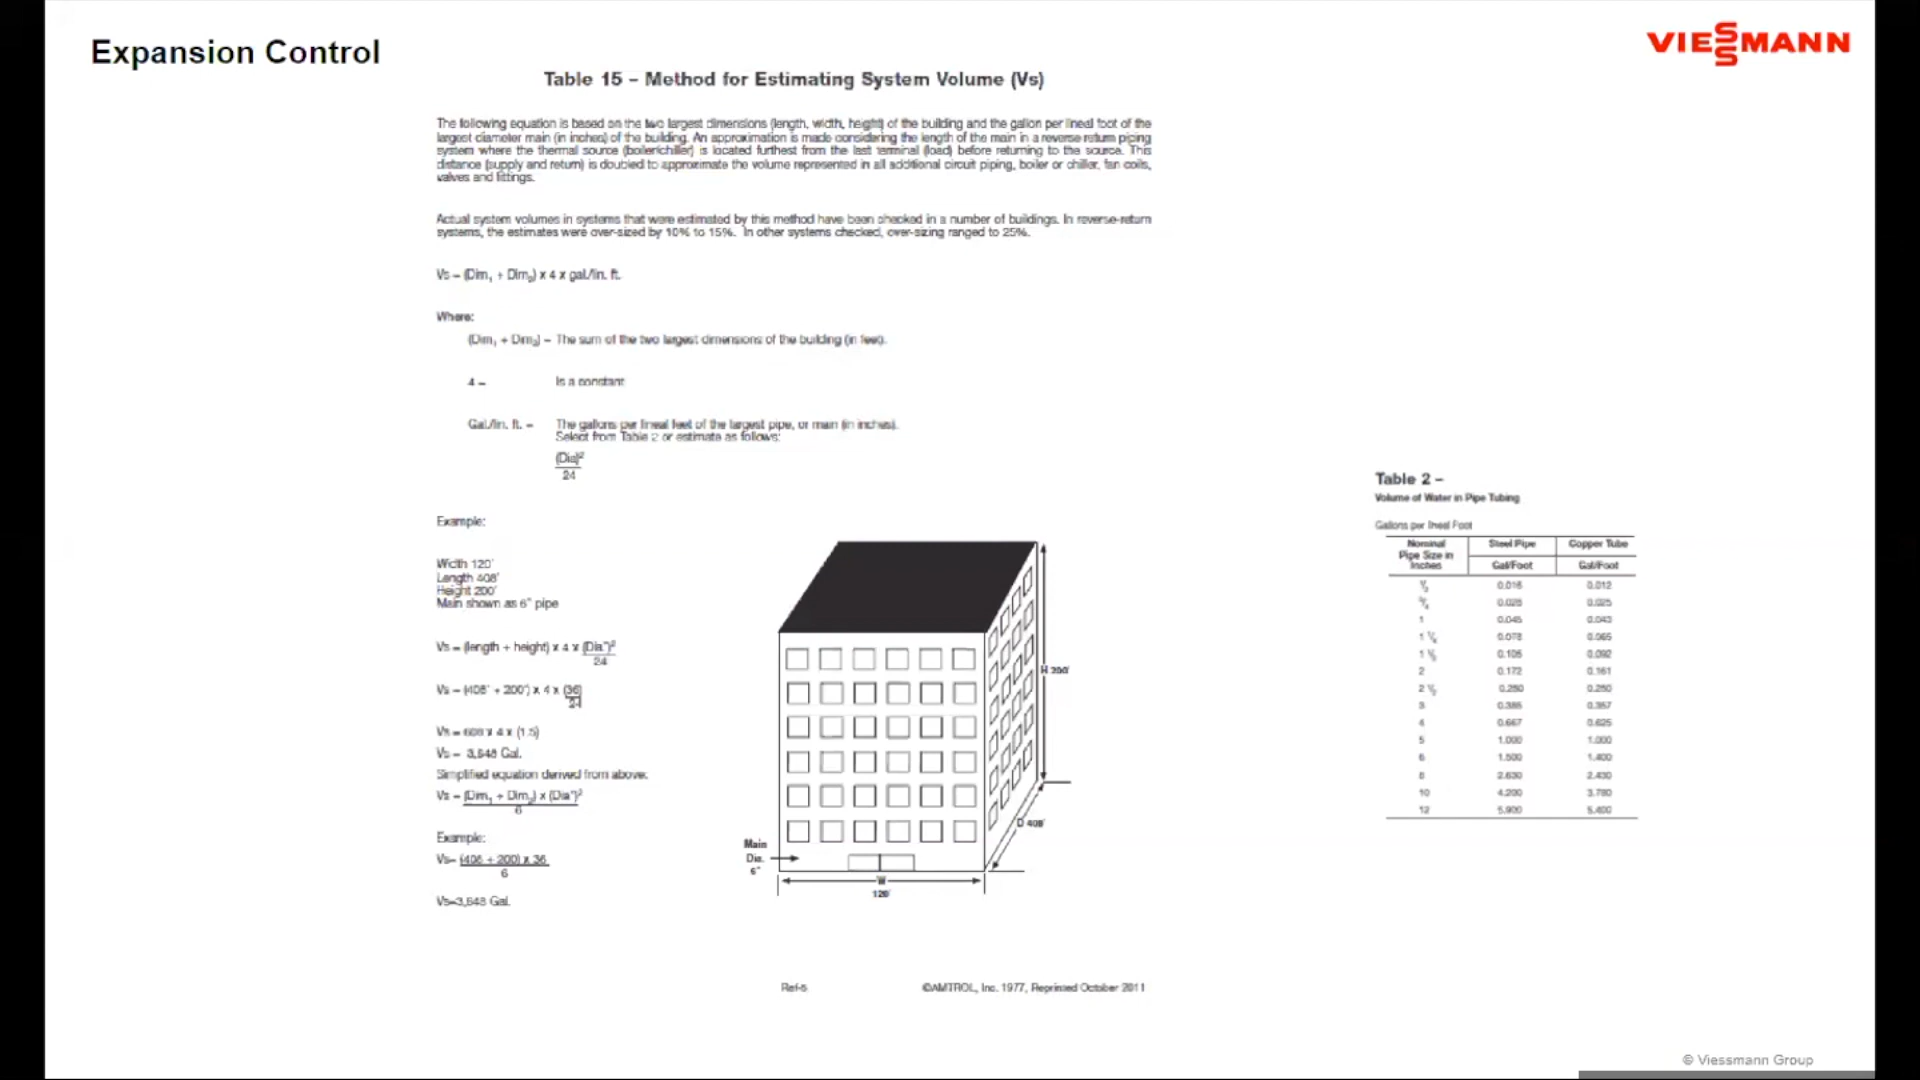 Expansion Control
VIESSMANN
Table 15 – Method for Estimating System Volume (Vs)
The following equation is based on the two largest dimensions (length, width, height) of the building and the gallon per lineal foot of the
largest diameter main (in inches) of the building. An approximation is made considering the length of the main in a reverse return piping
system where the thermal source (boiler/chiller) is located furthest from the last terminal (load) before returning to the source. This
distance (supply and return) is doubled to approximate the volume represented in all additional circuit piping, boiler or chiller, fan coils,
valves and fittings.
Actual system volumes in systems that were estimated by this method have been checked in a number of buildings. In reverse-return
systems, the estimates were over-sized by 10% to 15%. In other systems checked, over-sizing ranged to 25%.
Vs – (Dim₁ + Dim₂) x 4 x gal./lin. ft.
Where:
(Dim₁ + Dim₂) – The sum of the two largest dimensions of the building (in feet).
4 – Is a constant
Gal./lin. ft. – The gallons per lineal feet of the largest pipe, or main (in inches).
Select from Table 2 or estimate as follows:
(Dia)²
24
Example:
Width 120'
Length 408'
Height 200'
Main shown as 6" pipe
Vs – (length + height) x 4 x (Dia")²
24
Vs – (408' + 200') x 4 x (36)
24
Vs – 608 x 4 x (1.5)
Vs – 3,648 Gal.
Simplified equation derived from above:
Vs – (Dim₁ + Dim₂) x (Dia")²
6
Example:
Vs– (408 + 200) x 36
6
Vs–3,648 Gal.
H 200'
D 408'
Main
Dia.
6"
W
120'
Ref-5
©AMTROL, Inc. 1977, Reprinted October 2011
Table 2 –
Volume of Water in Pipe Tubing
Gallons per lineal Foot
Nominal Pipe Size in Inches Steel Pipe Gal/Foot Copper Tube Gal/Foot
½ 0.016 0.012
¾ 0.028 0.025
1 0.045 0.043
1 ¼ 0.078 0.065
1 ½ 0.105 0.092
2 0.172 0.161
2 ½ 0.250 0.250
3 0.385 0.357
4 0.667 0.625
5 1.000 1.000
6 1.500 1.400
8 2.630 2.430
10 4.200 3.780
12 5.900 5.400
© Viessmann Group